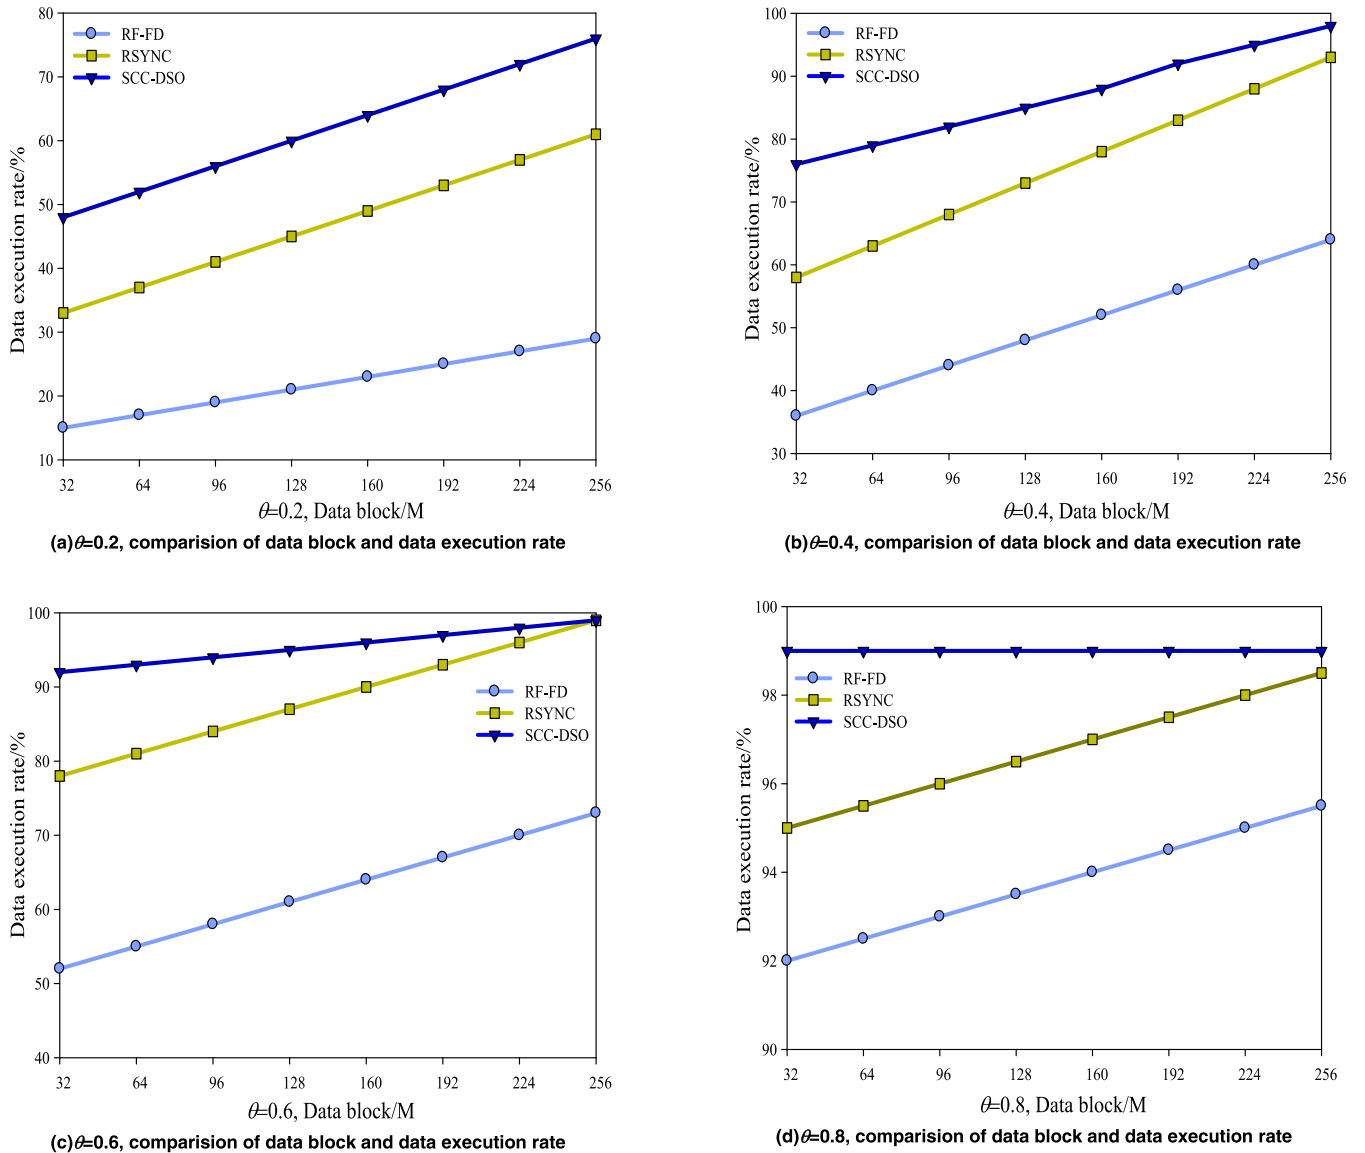 80
70
60
50
40
30
20
10
Data execution rate/%
RF-FD
RSYNC
SCC-DSO
32 64 96 128 160 192 224 256
θ=0.2, Data block/M
(a)θ=0.2, comparision of data block and data execution rate
100
90
80
70
60
50
40
30
Data execution rate/%
RF-FD
RSYNC
SCC-DSO
32 64 96 128 160 192 224 256
θ=0.4, Data block/M
(b)θ=0.4, comparision of data block and data execution rate
100
90
80
70
60
50
40
Data execution rate/%
RF-FD
RSYNC
SCC-DSO
32 64 96 128 160 192 224 256
θ=0.6, Data block/M
(c)θ=0.6, comparision of data block and data execution rate
100
98
96
94
92
90
Data execution rate/%
RF-FD
RSYNC
SCC-DSO
32 64 96 128 160 192 224 256
θ=0.8, Data block/M
(d)θ=0.8, comparision of data block and data execution rate